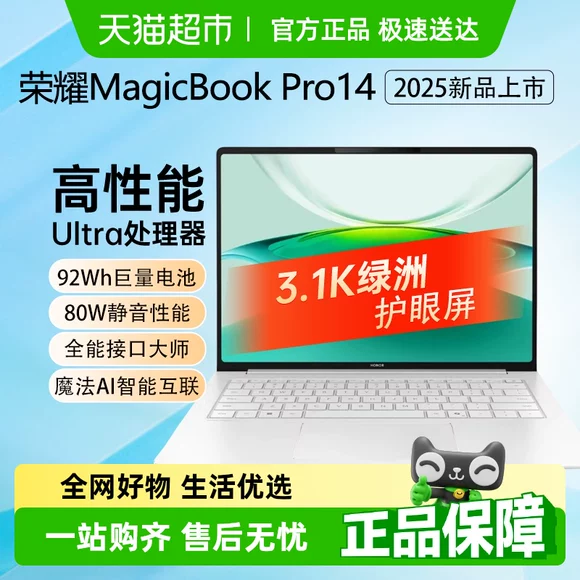 天猫超市 官方正品 极速送达
荣耀MagicBook Pro14 2025新品上市
高性能
Ultra处理器
92Wh巨量电池
80W静音性能
全能接口大师
魔法AI智能互联
3.1K绿洲
护眼屏
HONOR
全网好物 生活优选
一站购齐 售后无忧
正品保障